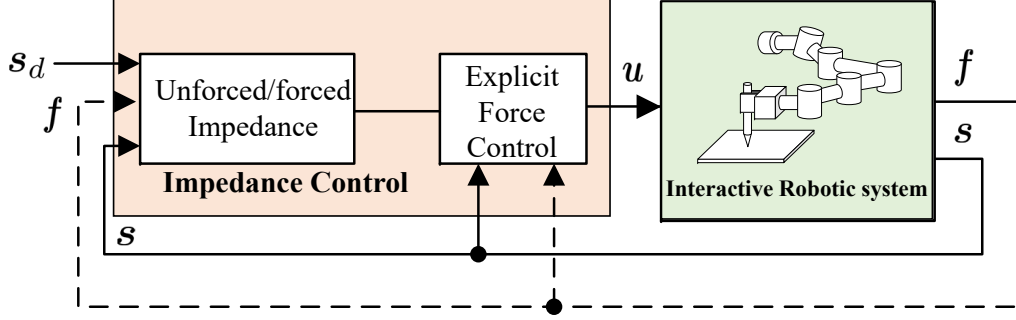 s_d
f
Unforced/forced
Impedance
Explicit
Force
Control
Impedance Control
s
u
Interactive Robotic system
f
s